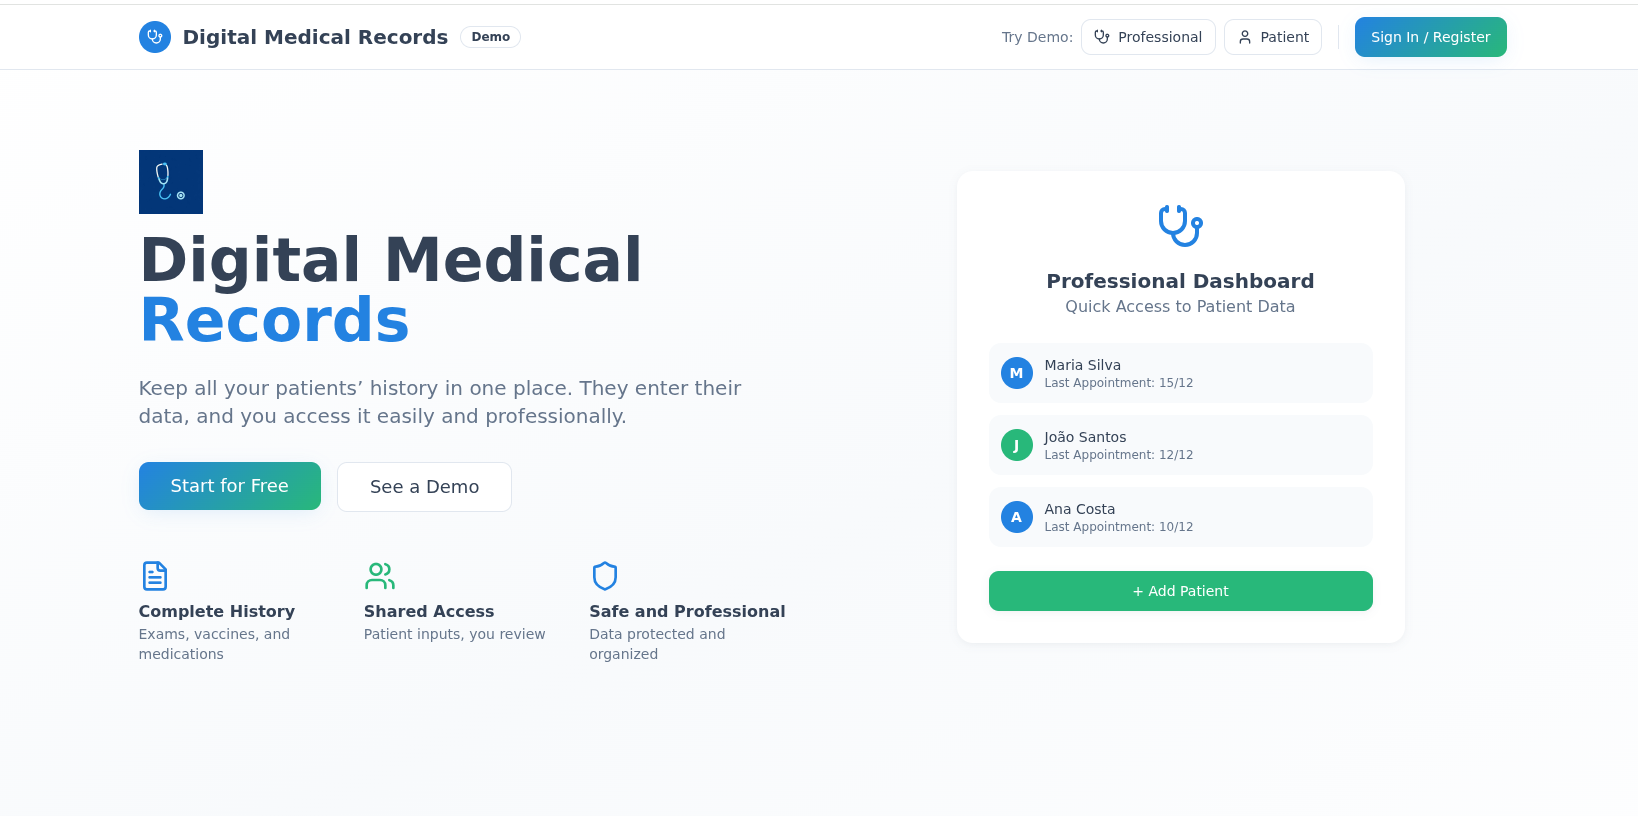 Digital Medical Records
Demo
Try Demo:
Professional
Patient
Sign In / Register
Digital Medical
Records
Keep all your patients’ history in one place. They enter their
data, and you access it easily and professionally.
Start for Free
See a Demo
Complete History
Exams, vaccines, and
medications
Shared Access
Patient inputs, you review
Safe and Professional
Data protected and
organized
Professional Dashboard
Quick Access to Patient Data
M
Maria Silva
Last Appointment: 15/12
J
João Santos
Last Appointment: 12/12
A
Ana Costa
Last Appointment: 10/12
+ Add Patient